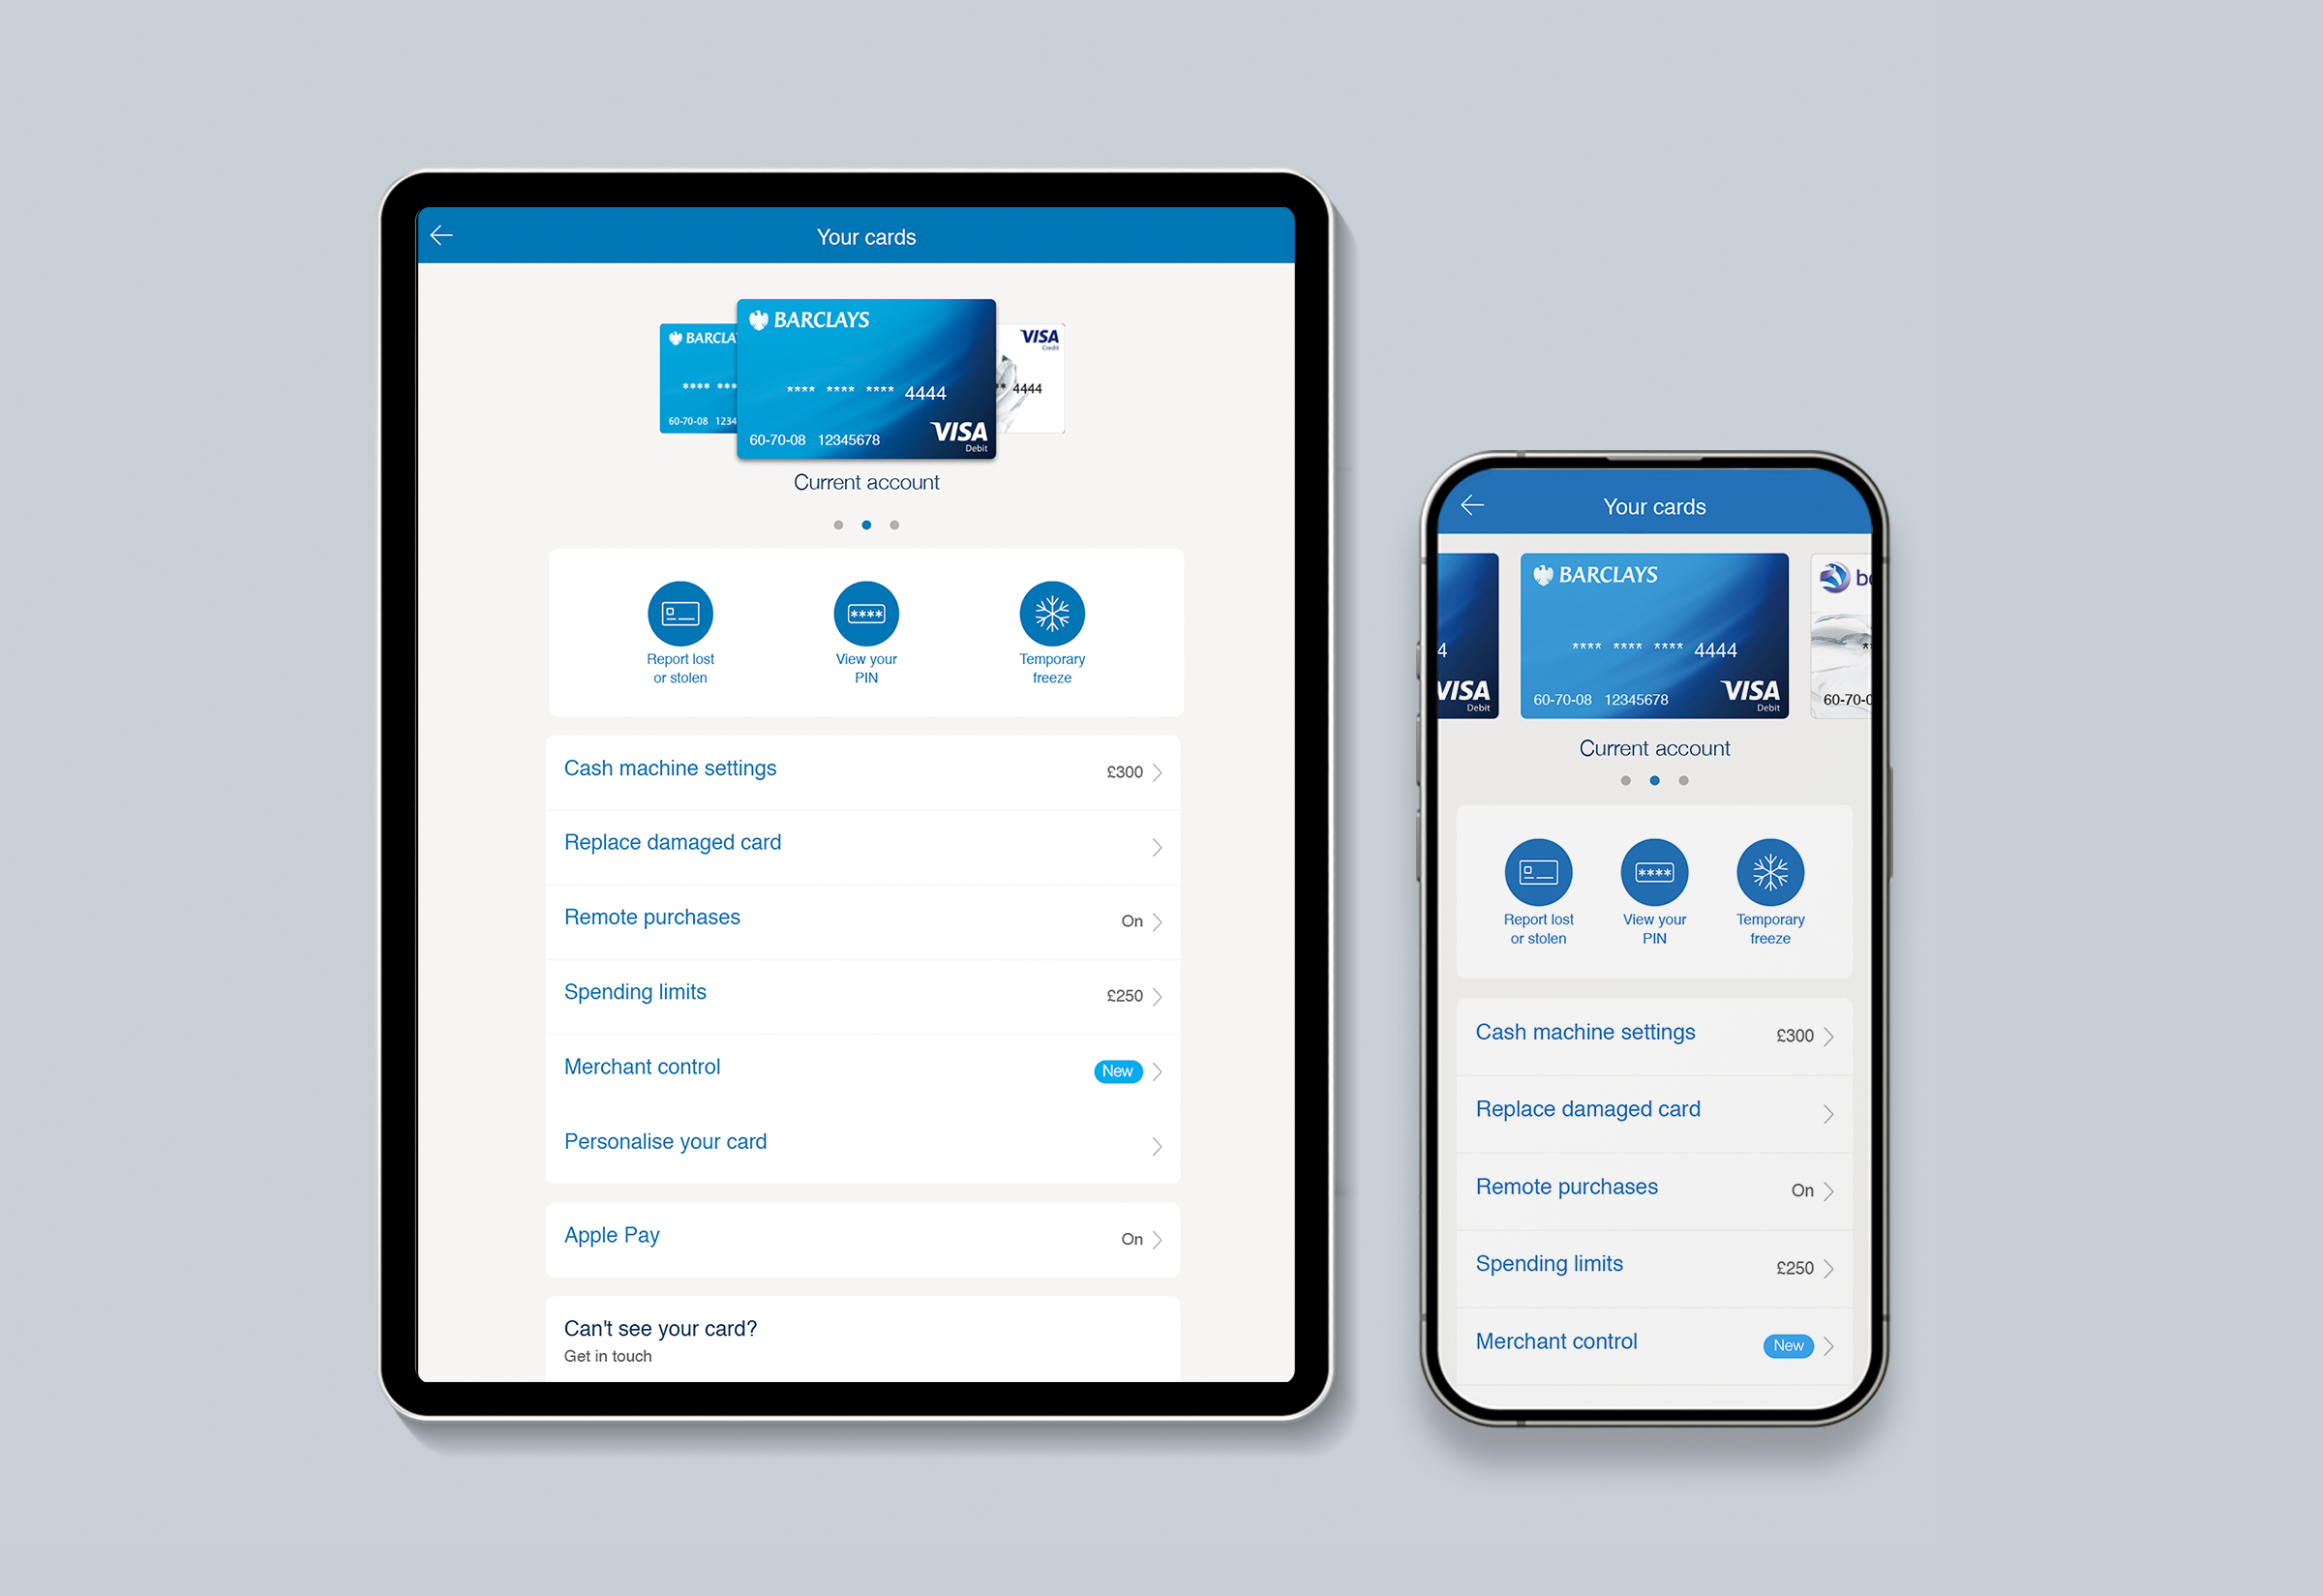 Your cards
BARCLA
**** ***
60-70-08 1234
BARCLAYS
**** **** **** 4444
60-70-08 12345678
VISA
Debit
VISA
Credit
** 4444
Current account
Report lost
or stolen
View your
PIN
Temporary
freeze
Cash machine settings £300
Replace damaged card
Remote purchases On
Spending limits £250
Merchant control New
Personalise your card
Apple Pay On
Can't see your card?
Get in touch
Your cards
4
VISA
Debit
BARCLAYS
**** **** **** 4444
60-70-08 12345678
VISA
Debit
b
**
60-70-0
Current account
Report lost
or stolen
View your
PIN
Temporary
freeze
Cash machine settings £300
Replace damaged card
Remote purchases On
Spending limits £250
Merchant control New